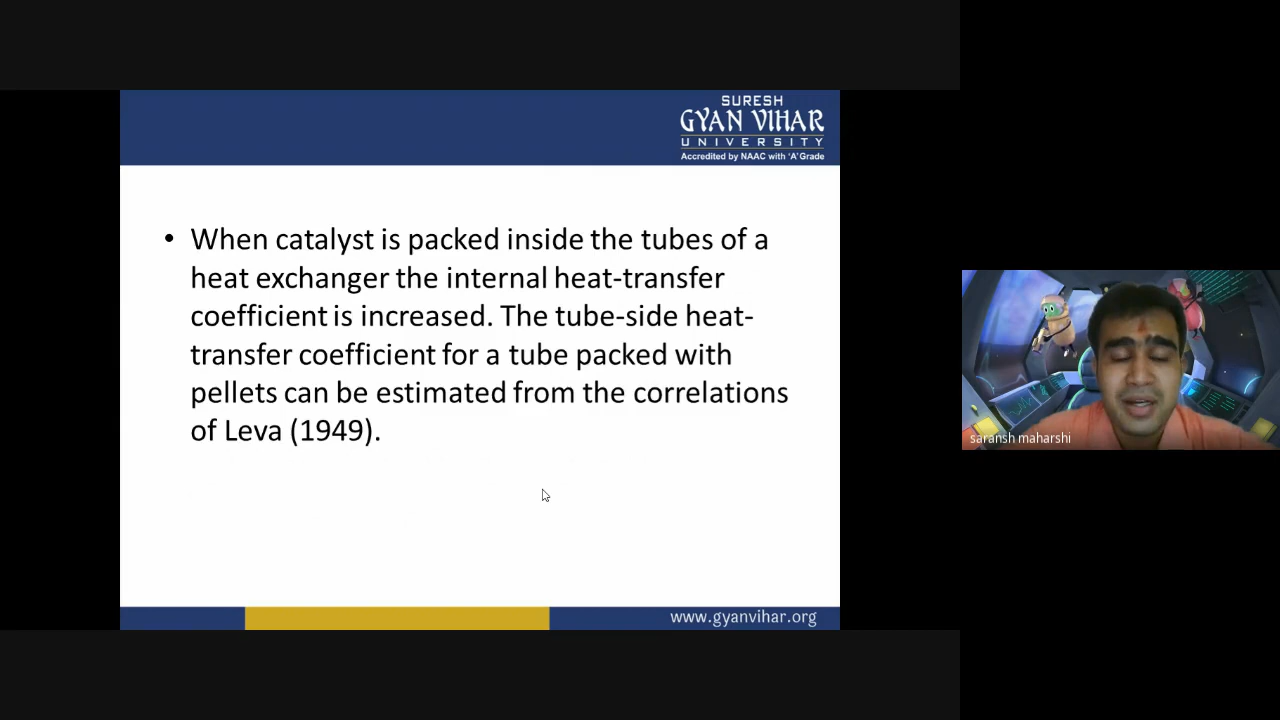 SURESH
GYAN VIHAR
UNIVERSITY
Accredited by NAAC with 'A' Grade
• When catalyst is packed inside the tubes of a
heat exchanger the internal heat-transfer
coefficient is increased. The tube-side heat-
transfer coefficient for a tube packed with
pellets can be estimated from the correlations
of Leva (1949).
saransh maharshi
www.gyanvihar.org